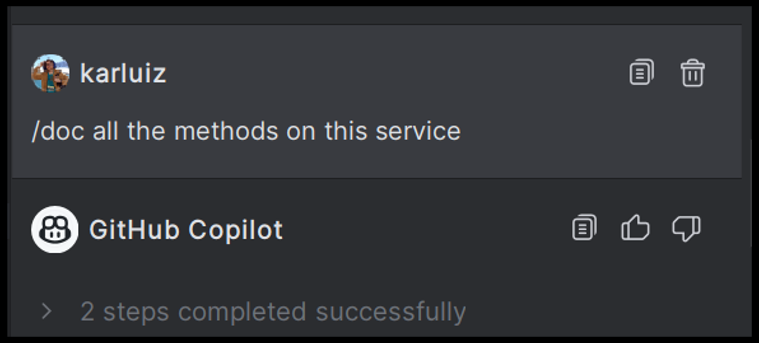 karluiz
/doc all the methods on this service
GitHub Copilot
2 steps completed successfully